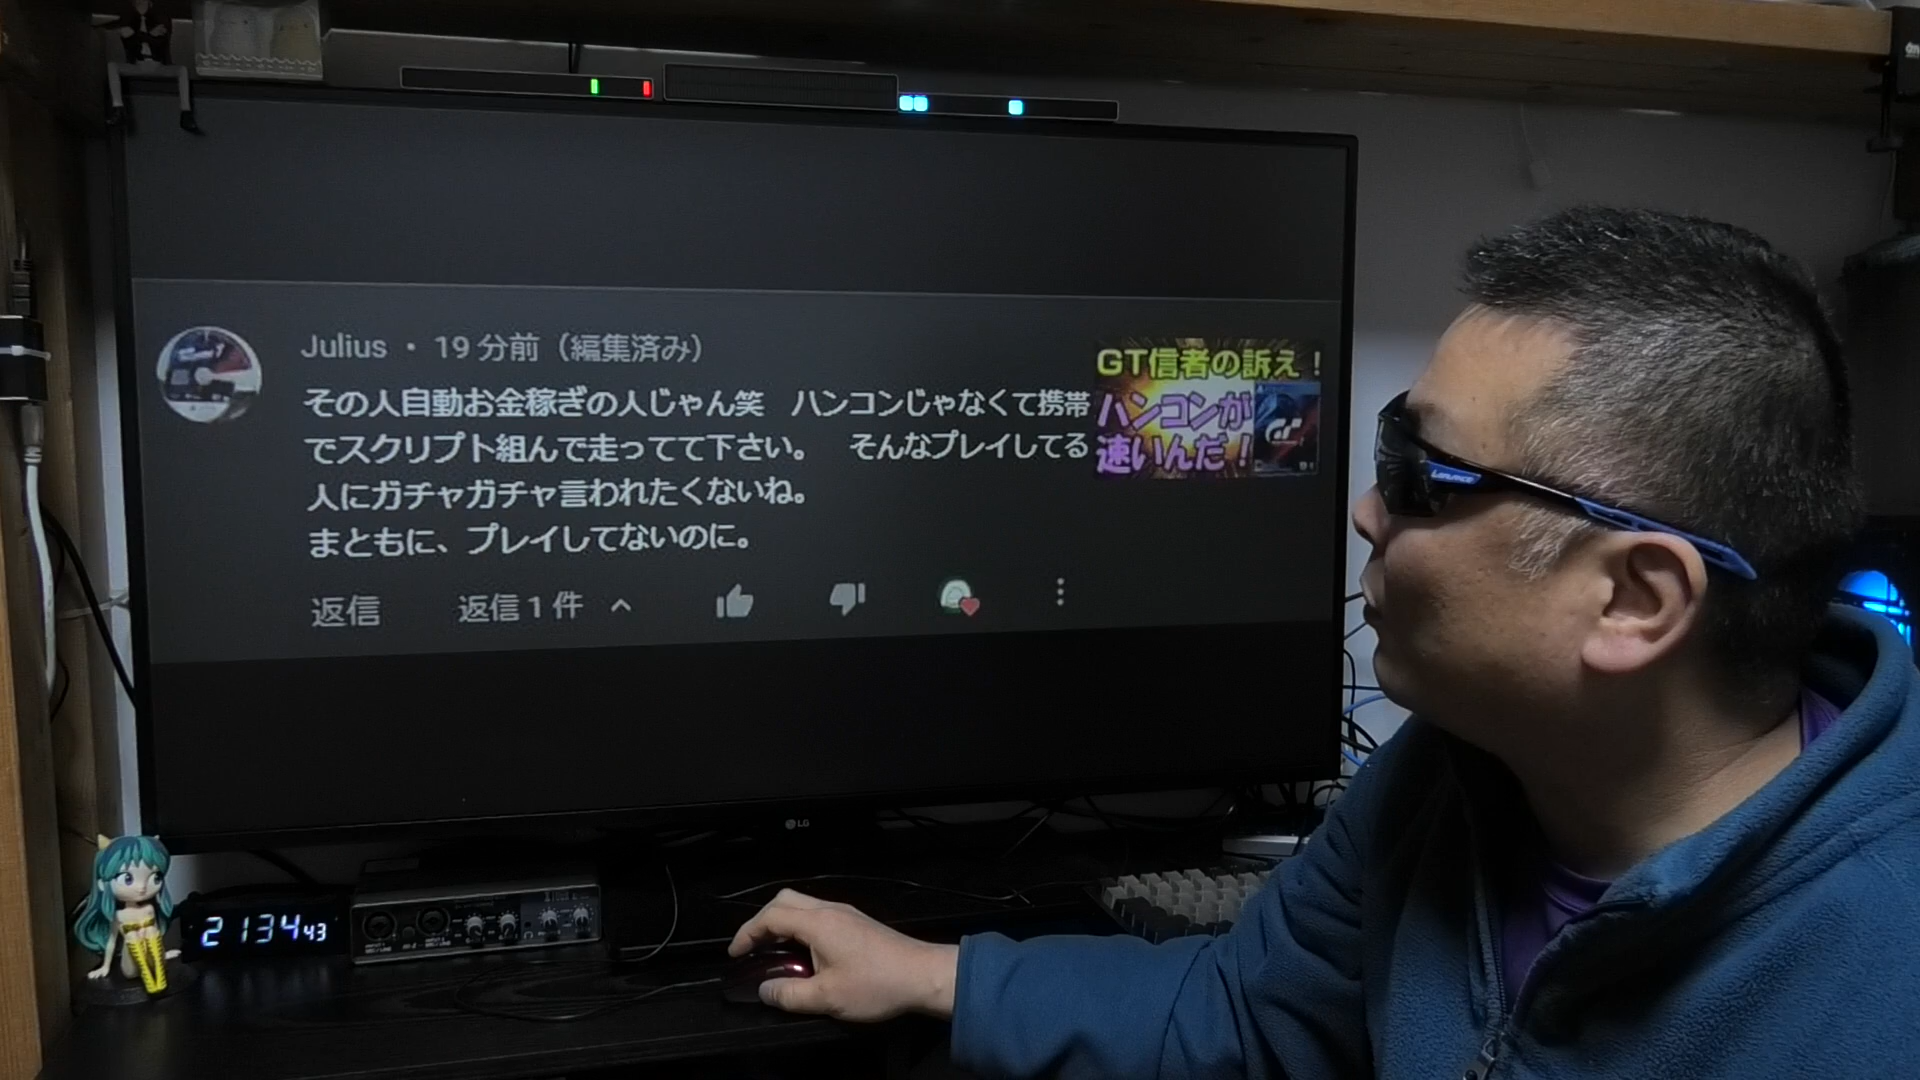 Julius・19 分前（編集済み）
その人自動お金稼ぎの人じゃん笑　ハンコンじゃなくて携帯
でスクリプト組んで走ってて下さい。　そんなプレイしてる
人にガチャガチャ言われたくないね。
まともに、プレイしてないのに。
返信　返信 1 件
GT信者の訴え！
ハンコンが
速いんだ！
LG
21 34 43